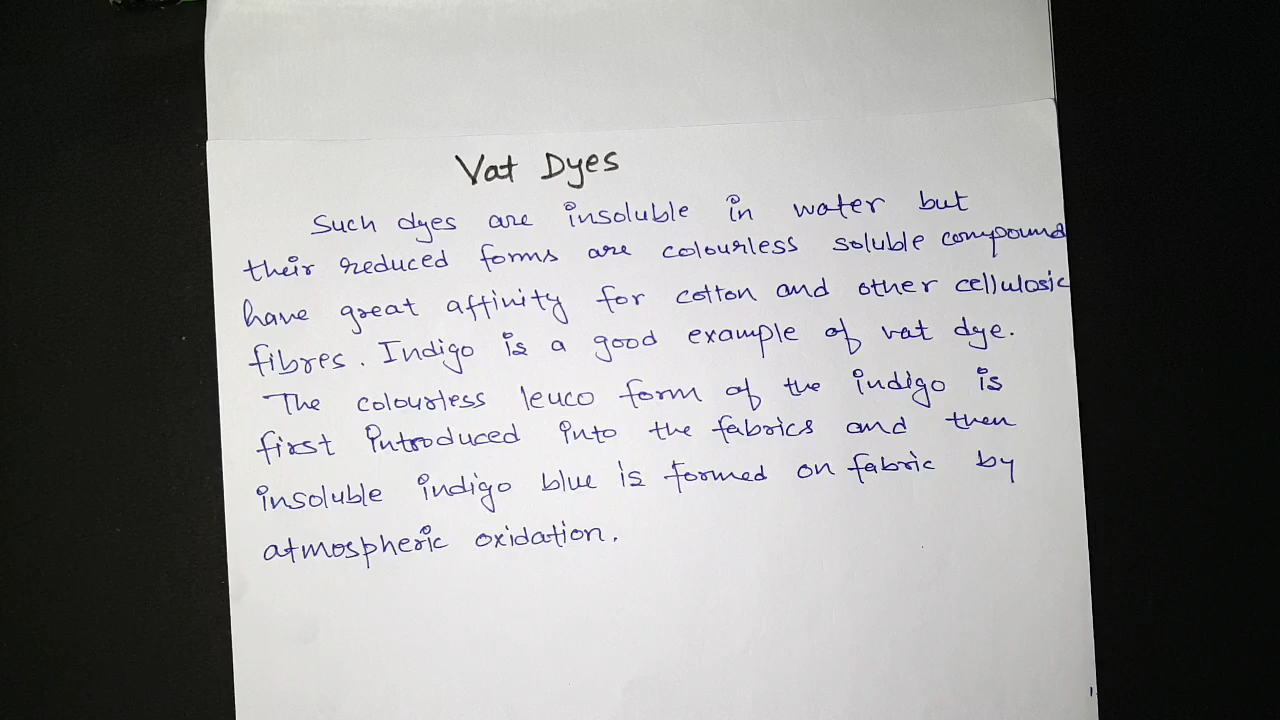 Vat Dyes
Such dyes are insoluble in water but
their reduced forms are colourless soluble compound
have great affinity for cotton and other cellulosic
fibres. Indigo is a good example of vat dye.
The colourless leuco form of the indigo is
first introduced into the fabrics and then
insoluble indigo blue is formed on fabric by
atmospheric oxidation.